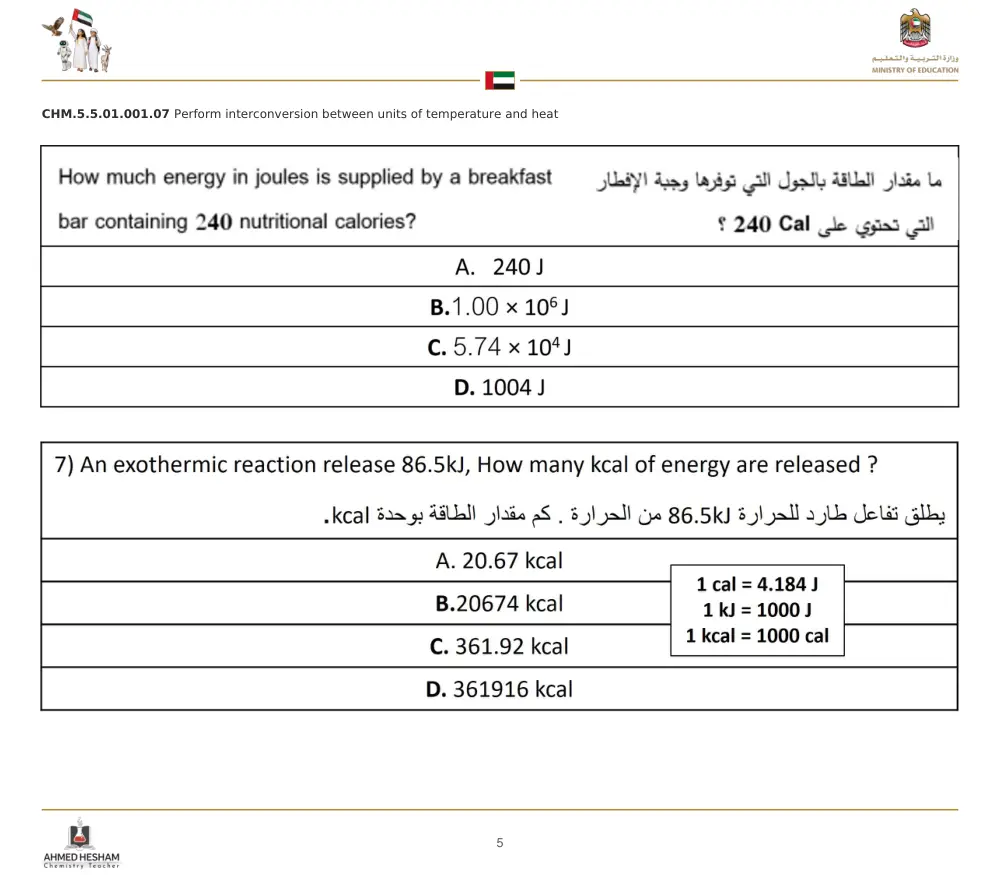 وزارة التربية والتعليم
MINISTRY OF EDUCATION
CHM.5.5.01.001.07 Perform interconversion between units of temperature and heat
How much energy in joules is supplied by a breakfast
bar containing 240 nutritional calories?
ما مقدار الطاقة بالجول التي توفرها وجبة الإفطار
التي تحتوي على 240 Cal ؟
A. 240 J
B.1.00 × 10⁶ J
C. 5.74 × 10⁴ J
D. 1004 J
7) An exothermic reaction release 86.5kJ, How many kcal of energy are released ?
يطلق تفاعل طارد للحرارة 86.5kJ من الحرارة . كم مقدار الطاقة بوحدة kcal.
A. 20.67 kcal
B.20674 kcal
C. 361.92 kcal
D. 361916 kcal
1 cal = 4.184 J
1 kJ = 1000 J
1 kcal = 1000 cal
AHMED HESHAM
Chemistry Teacher
5